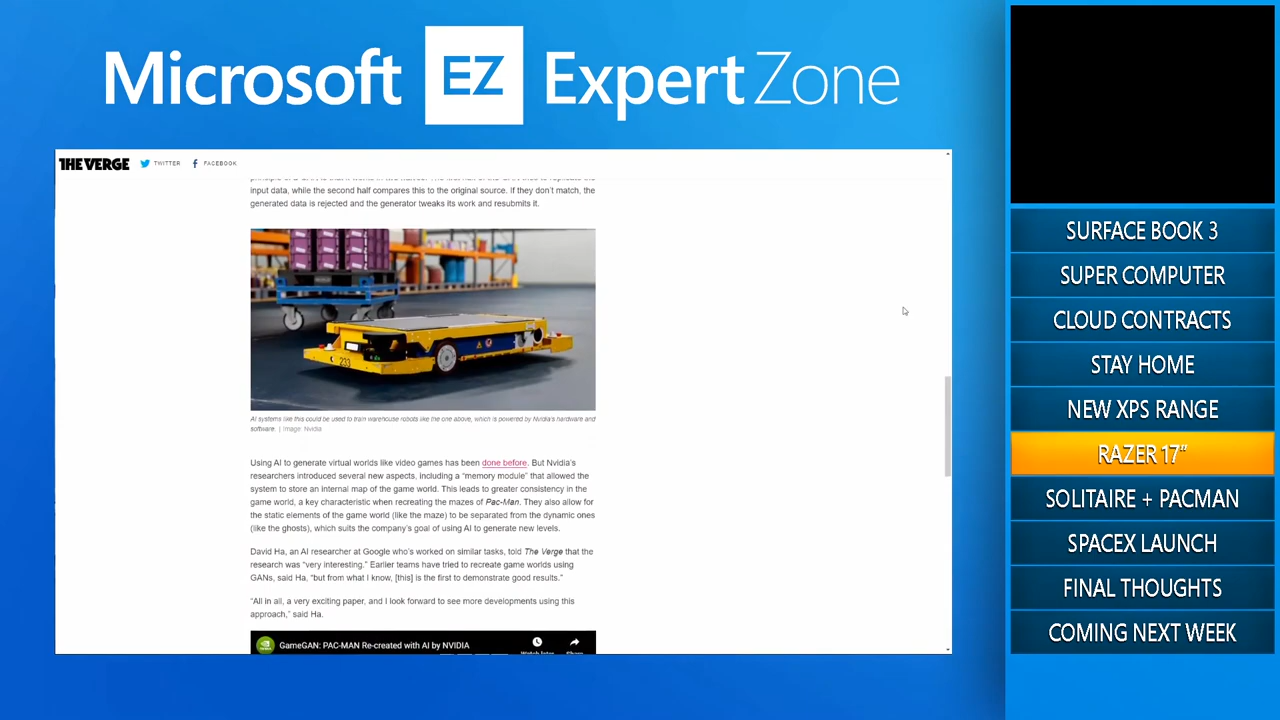 Microsoft EZ Expert Zone
THE VERGE TWITTER FACEBOOK
input data, while the second half compares this to the original source. If they don't match, the
generated data is rejected and the generator tweaks its work and resubmits it.
233
AI systems like this could be used to train warehouse robots like the one above, which is powered by Nvidia's hardware and
software. | Image: Nvidia
Using AI to generate virtual worlds like video games has been done before. But Nvidia's
researchers introduced several new aspects, including a “memory module” that allowed the
system to store an internal map of the game world. This leads to greater consistency in the
game world, a key characteristic when recreating the mazes of Pac-Man. They also allow for
the static elements of the game world (like the maze) to be separated from the dynamic ones
(like the ghosts), which suits the company's goal of using AI to generate new levels.
David Ha, an AI researcher at Google who's worked on similar tasks, told The Verge that the
research was “very interesting.” Earlier teams have tried to recreate game worlds using
GANs, said Ha, “but from what I know, [this] is the first to demonstrate good results.”
“All in all, a very exciting paper, and I look forward to see more developments using this
approach,” said Ha.
GameGAN: PAC-MAN Re-created with AI by NVIDIA
SURFACE BOOK 3
SUPER COMPUTER
CLOUD CONTRACTS
STAY HOME
NEW XPS RANGE
RAZER 17"
SOLITAIRE + PACMAN
SPACEX LAUNCH
FINAL THOUGHTS
COMING NEXT WEEK